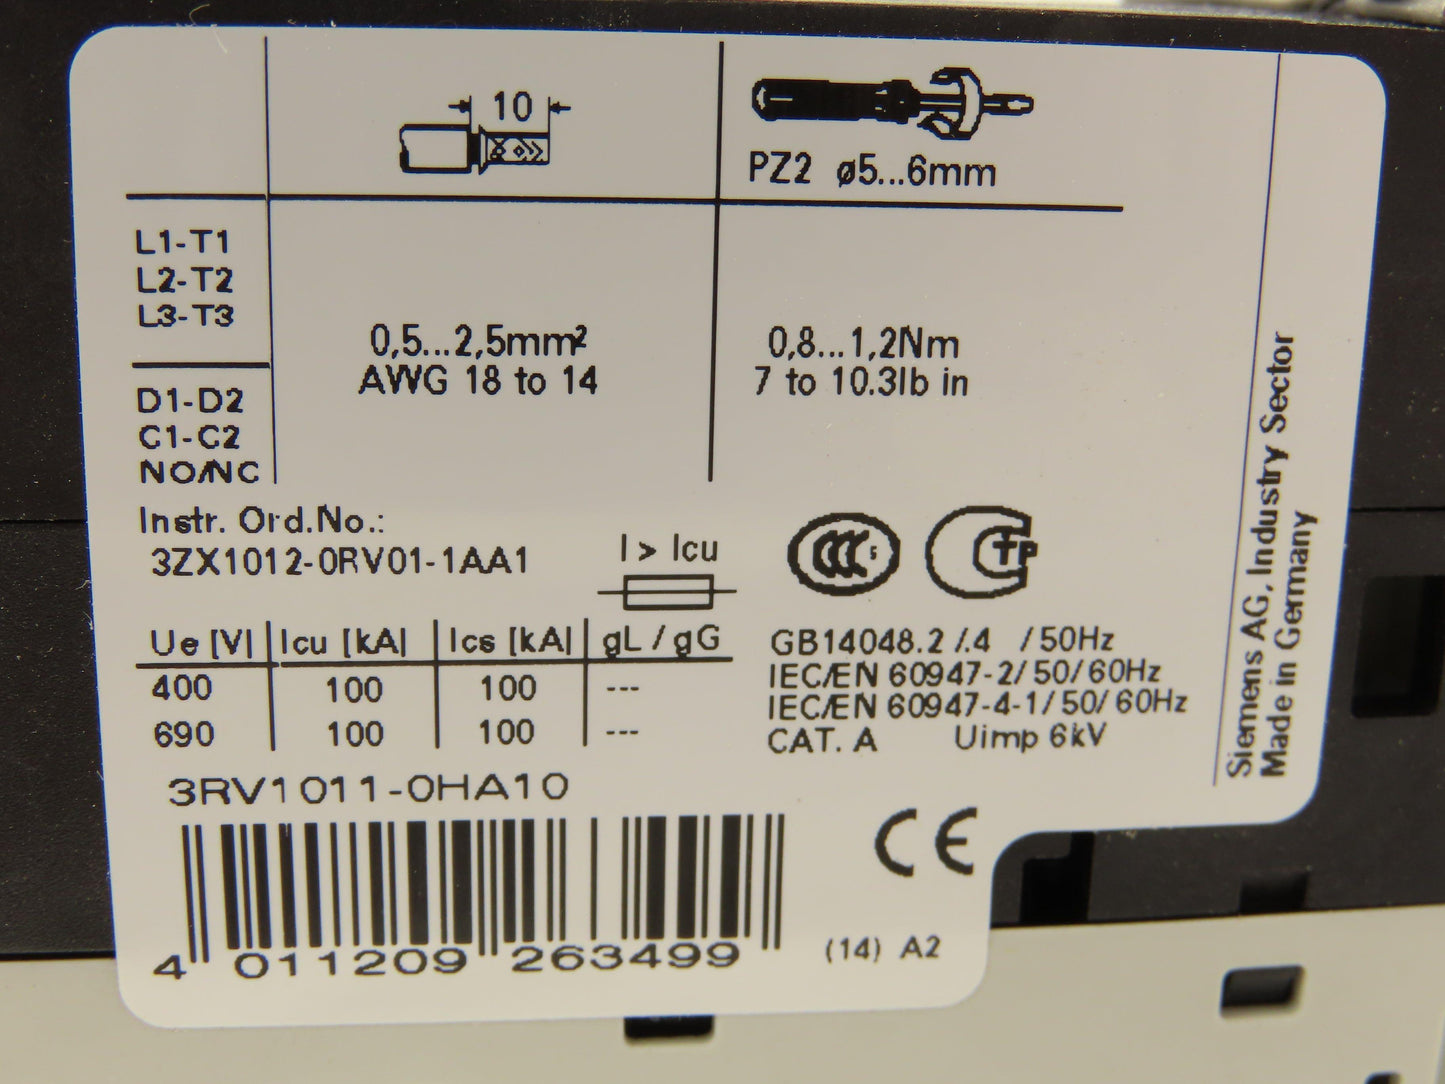 10
PZ2 ø5...6mm
L1-T1
L2-T2
L3-T3
0,5...2,5mm²
AWG 18 to 14
0,8...1,2Nm
7 to 10.3lb in
D1-D2
C1-C2
NO/NC
Instr. Ord.No.:
3ZX1012-0RV01-1AA1
I > Icu
CCC S
TP
Ue [V] Icu [kA] Ics [kA] gL / gG
400 100 100 ---
690 100 100 ---
GB14048.2 /.4 /50Hz
IEC/EN 60947-2/50/60Hz
IEC/EN 60947-4-1/50/60Hz
CAT. A Uimp 6kV
3RV1011-0HA10
CE
4 011209 263499
(14) A2
Siemens AG, Industry Sector
Made in Germany